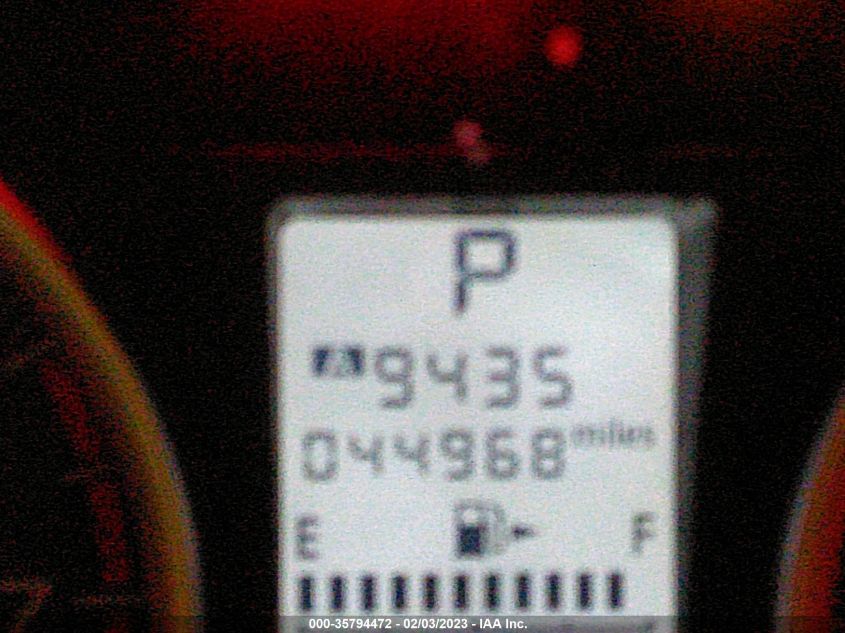 P
A 9435
044968 miles
E F
000-35794472 - 02/03/2023 - IAA Inc.